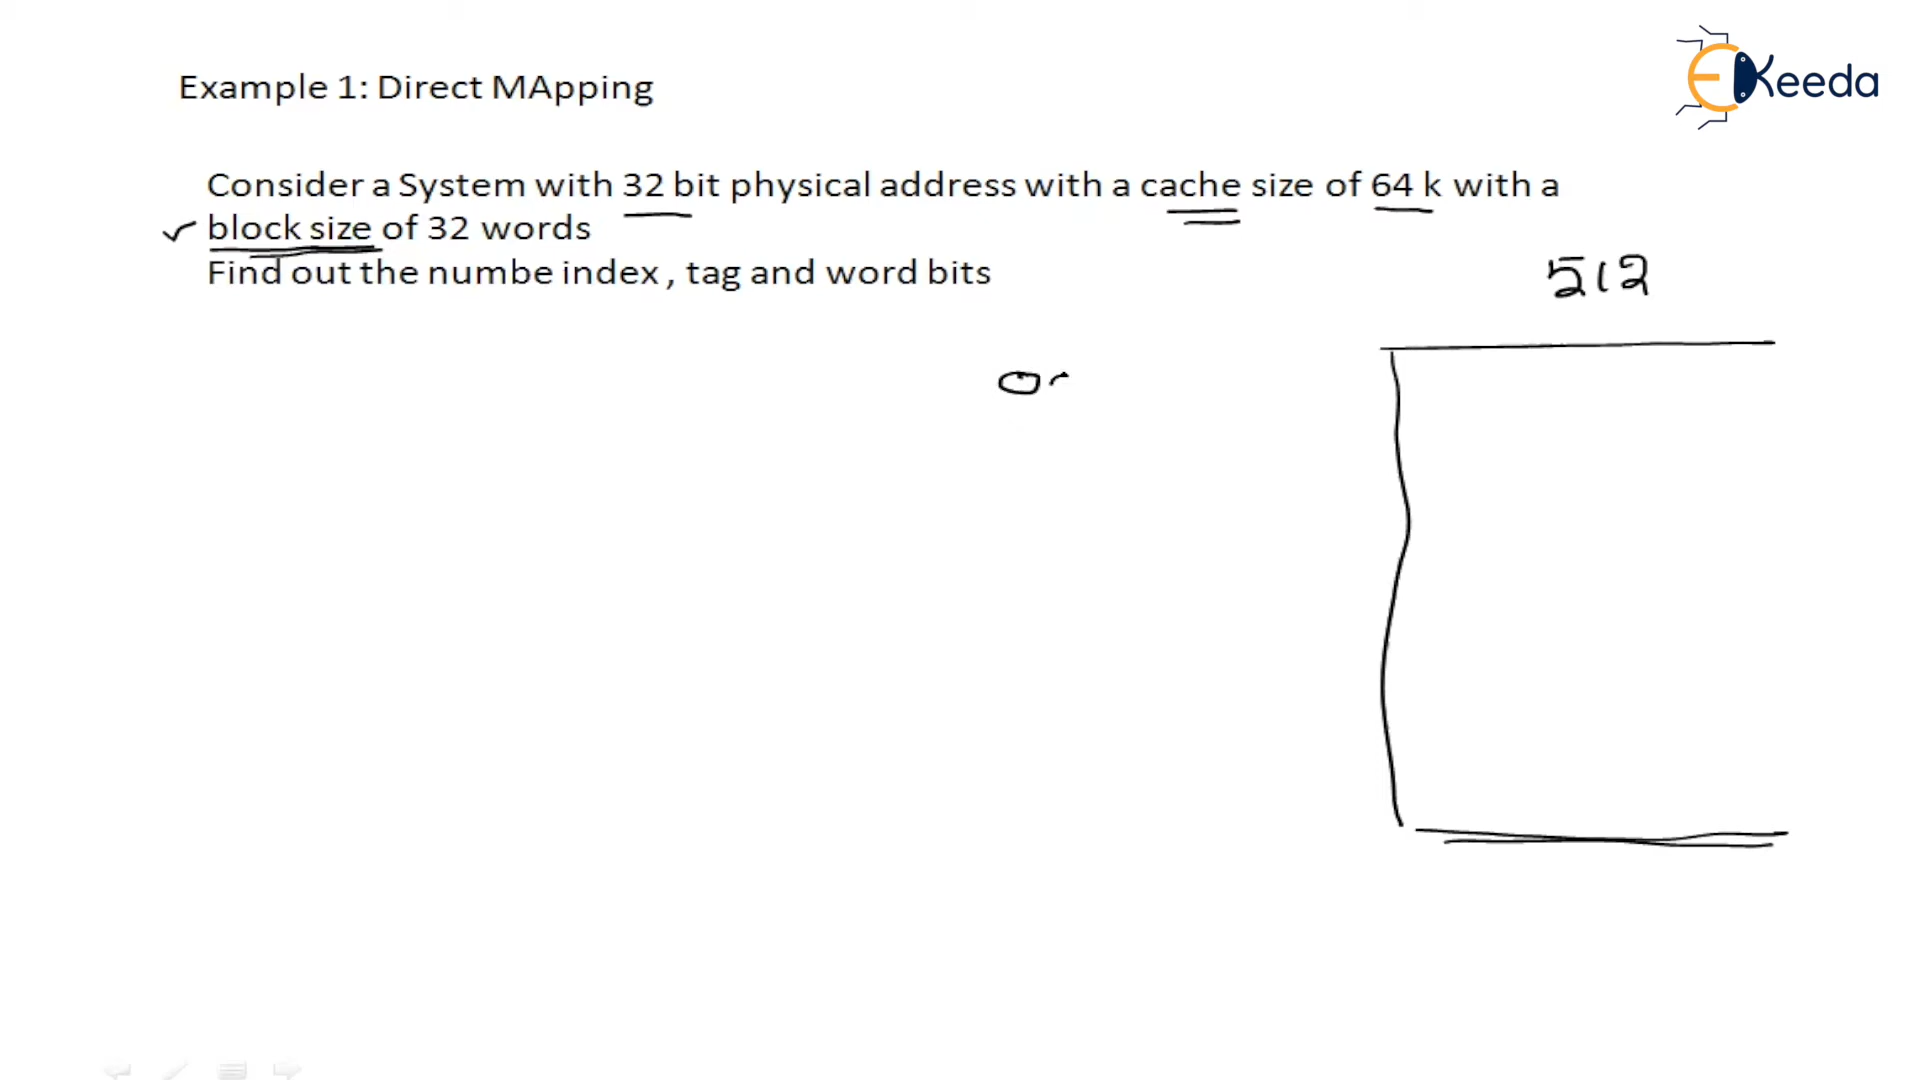 EKeeda
Example 1: Direct MApping
Consider a System with 32 bit physical address with a cache size of 64 k with a
block size of 32 words
Find out the numbe index , tag and word bits
512